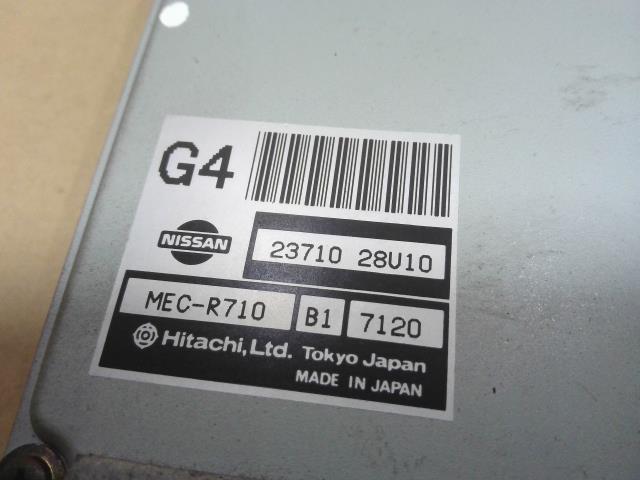 G4
NISSAN
23710 28U10
MEC-R710 B1 7120
Hitachi, Ltd. Tokyo Japan
MADE IN JAPAN